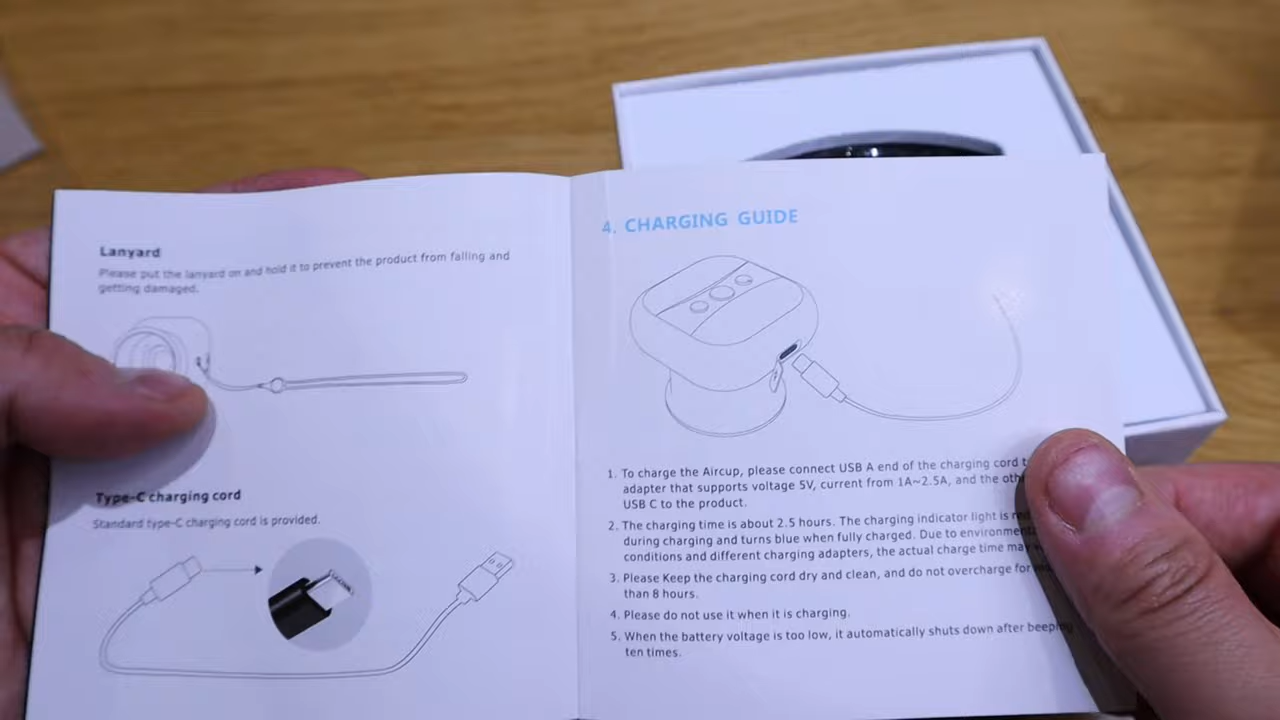 Lanyard
Please put the lanyard on and hold it to prevent the product from falling and
getting damaged.
Type-C charging cord
Standard type-C charging cord is provided.
4. CHARGING GUIDE
1. To charge the Aircup, please connect USB A end of the charging cord
adapter that supports voltage 5V, current from 1A~2.5A, and the
USB C to the product.
2. The charging time is about 2.5 hours. The charging indicator light is
during charging and turns blue when fully charged. Due to
conditions and different charging adapters, the actual charge time may
3. Please Keep the charging cord dry and clean, and do not overcharge for
than 8 hours.
4. Please do not use it when it is charging.
5. When the battery voltage is too low, it automatically shuts down after beeping
ten times.